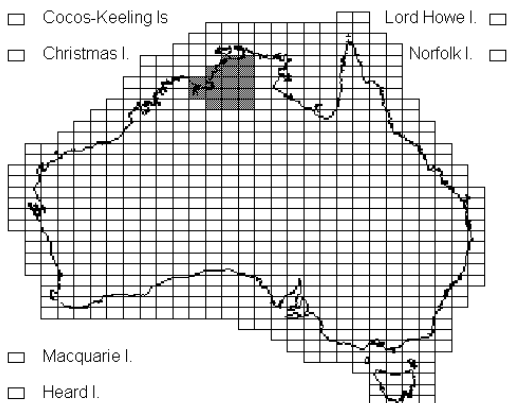 Cocos-Keeling Is
Lord Howe I.
Christmas I.
Norfolk I.
Macquarie I.
Heard I.